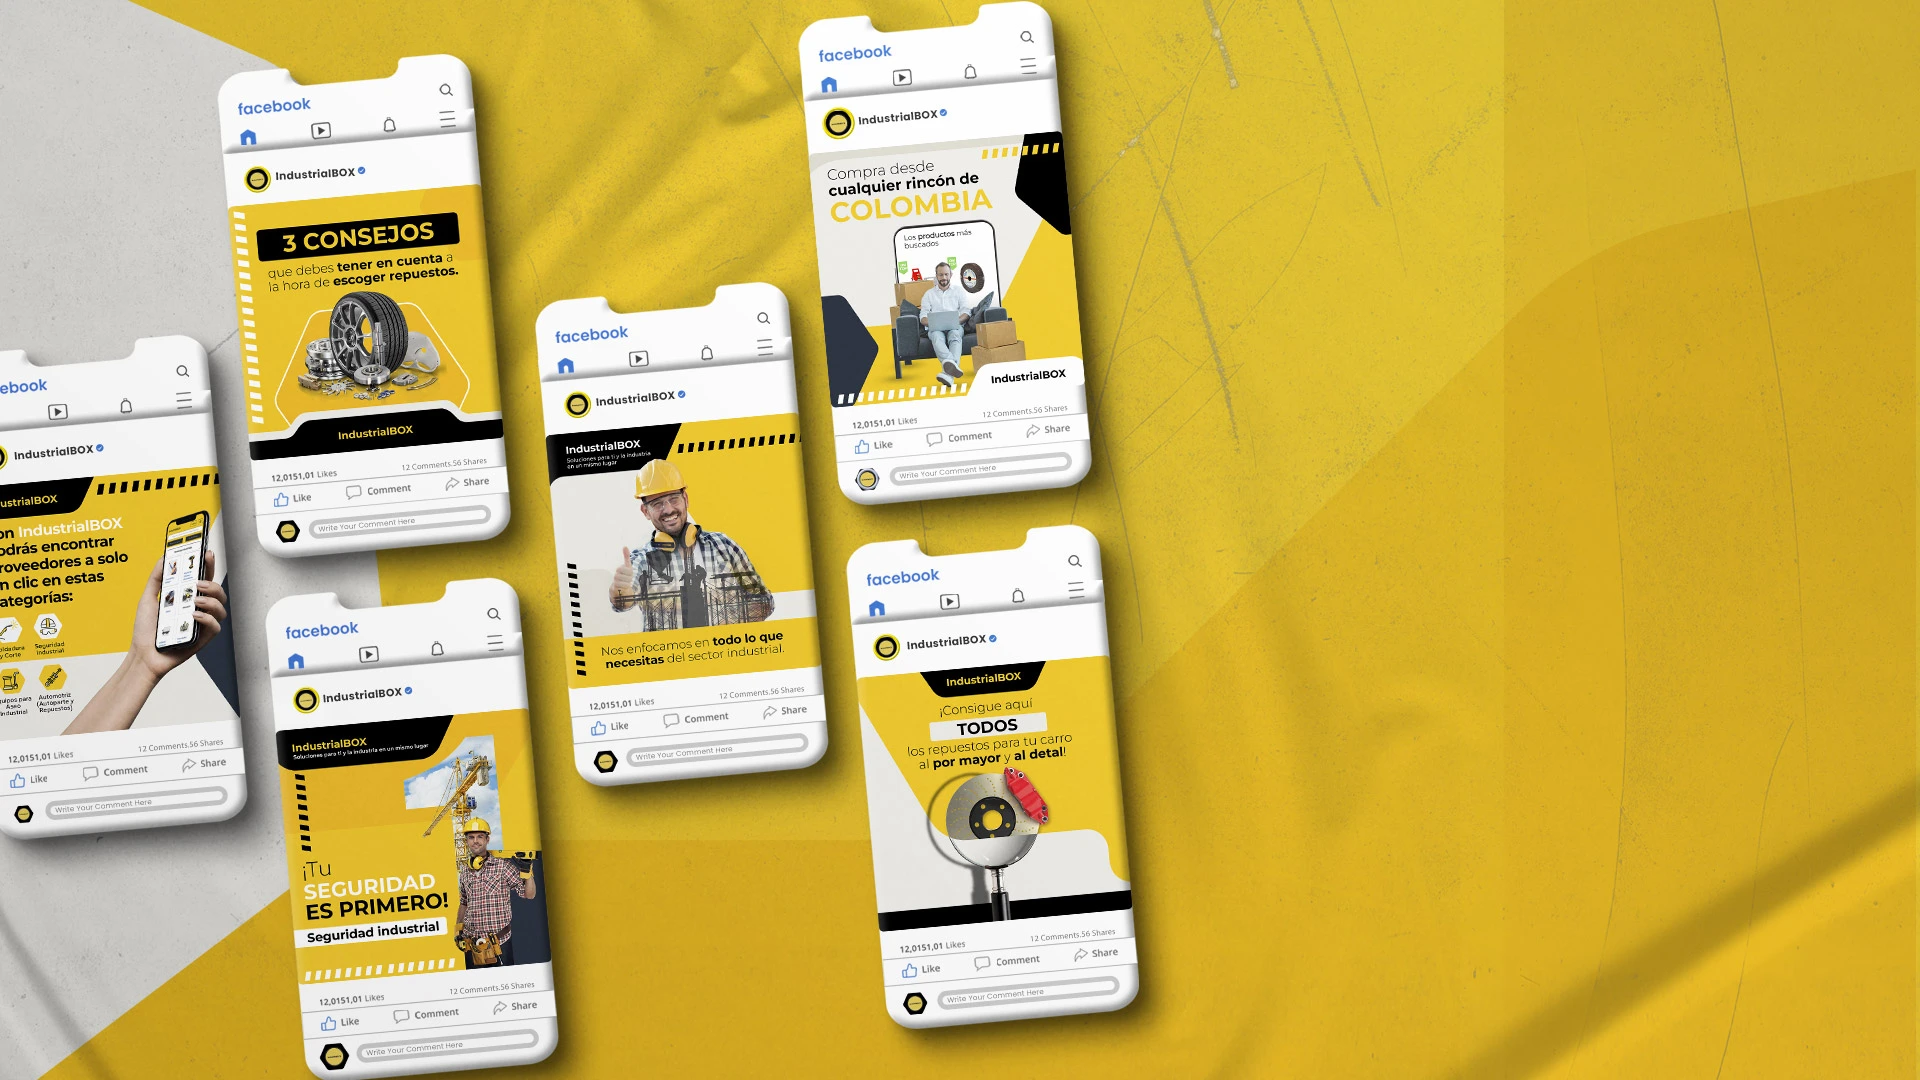 ebook
IndustrialBOX
ustrialBOX
on IndustrialBOX
odrás encontrar
roveedores a solo
n clic en estas
ategorías:
oldadura
y Corte
Seguridad
Industrial
quipos para
Aseo
Industrial
Automotriz
(Autoparte y
Repuestos)
12,0151,01 Likes
12 Comments.56 Shares
Like
Comment
Share
Write Your Comment Here
facebook
IndustrialBOX
3 CONSEJOS
que debes tener en cuenta a
la hora de escoger repuestos.
IndustrialBOX
12,0151,01 Likes
12 Comments.56 Shares
Like
Comment
Share
Write Your Comment Here
facebook
IndustrialBOX
IndustrialBOX
Soluciones para ti y la industria en un mismo lugar
¡Tu
SEGURIDAD
ES PRIMERO!
Seguridad industrial
12,0151,01 Likes
12 Comments.56 Shares
Like
Comment
Share
Write Your Comment Here
facebook
IndustrialBOX
IndustrialBOX
Soluciones para ti y la industria
en un mismo lugar
Nos enfocamos en todo lo que
necesitas del sector industrial.
12,0151,01 Likes
12 Comments.56 Shares
Like
Comment
Share
Write Your Comment Here
facebook
IndustrialBOX
Compra desde
cualquier rincón de
COLOMBIA
Los productos más
buscados
IndustrialBOX
12,0151,01 Likes
12 Comments.56 Shares
Like
Comment
Share
Write Your Comment Here
facebook
IndustrialBOX
IndustrialBOX
¡Consigue aquí
TODOS
los repuestos para tu carro
al por mayor y al detal!
12,0151,01 Likes
12 Comments.56 Shares
Like
Comment
Share
Write Your Comment Here